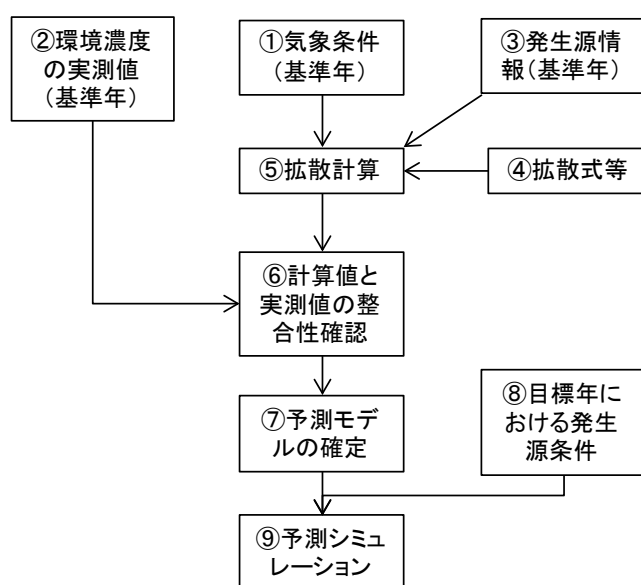 ②環境濃度
の実測値
(基準年)
①気象条件
(基準年)
③発生源情
報(基準年)
⑤拡散計算
④拡散式等
⑥計算値と
実測値の整
合性確認
⑦予測モデ
ルの確定
⑧目標年に
おける発生
源条件
⑨予測シミュ
レーション